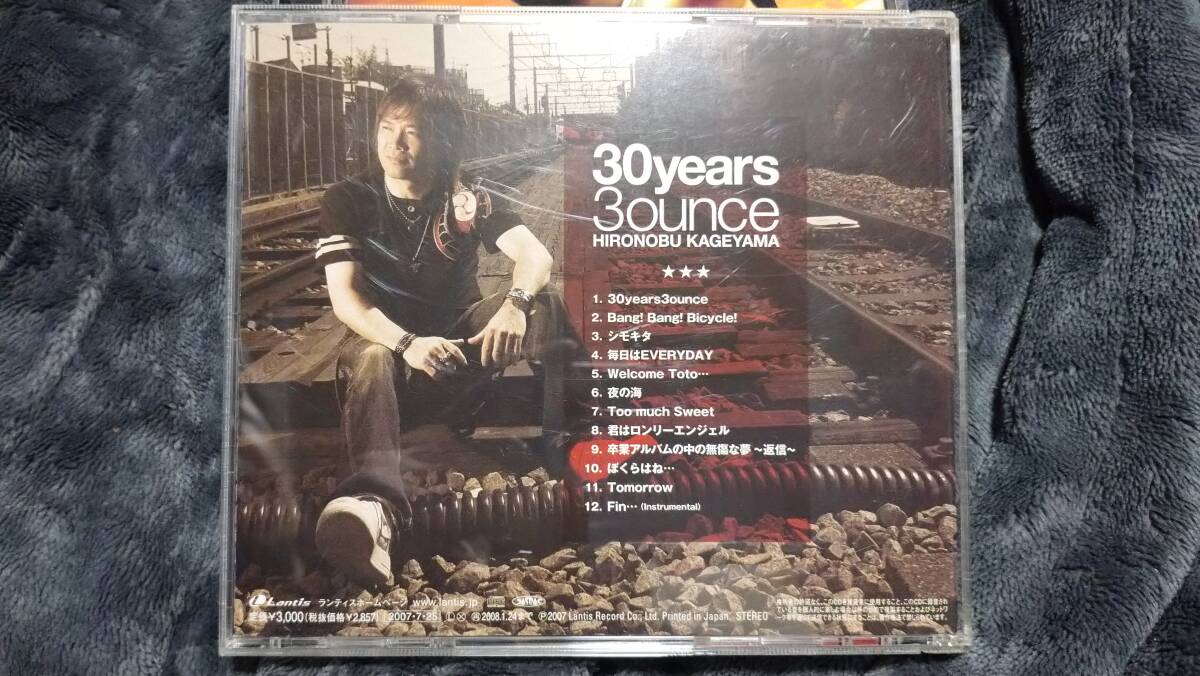 30years
3ounce
HIRONOBU KAGEYAMA
★★★
1. 30years3ounce
2. Bang! Bang! Bicycle!
3. シモキタ
4. 毎日はEVERYDAY
5. Welcome Toto…
6. 夜の海
7. Too much Sweet
8. 君はロンリーエンジェル
9. 卒業アルバムの中の無傷な夢 ～返信～
10. ぼくらはね…
11. Tomorrow
12. Fin… (Instrumental)
Lantis ランティスホームページ www.lantis.jp
定価¥3,000(税抜価格¥2,857) 2007・7・25 2008.1.24まで ℗2007 Lantis Record Co., Ltd. Printed in Japan. STEREO